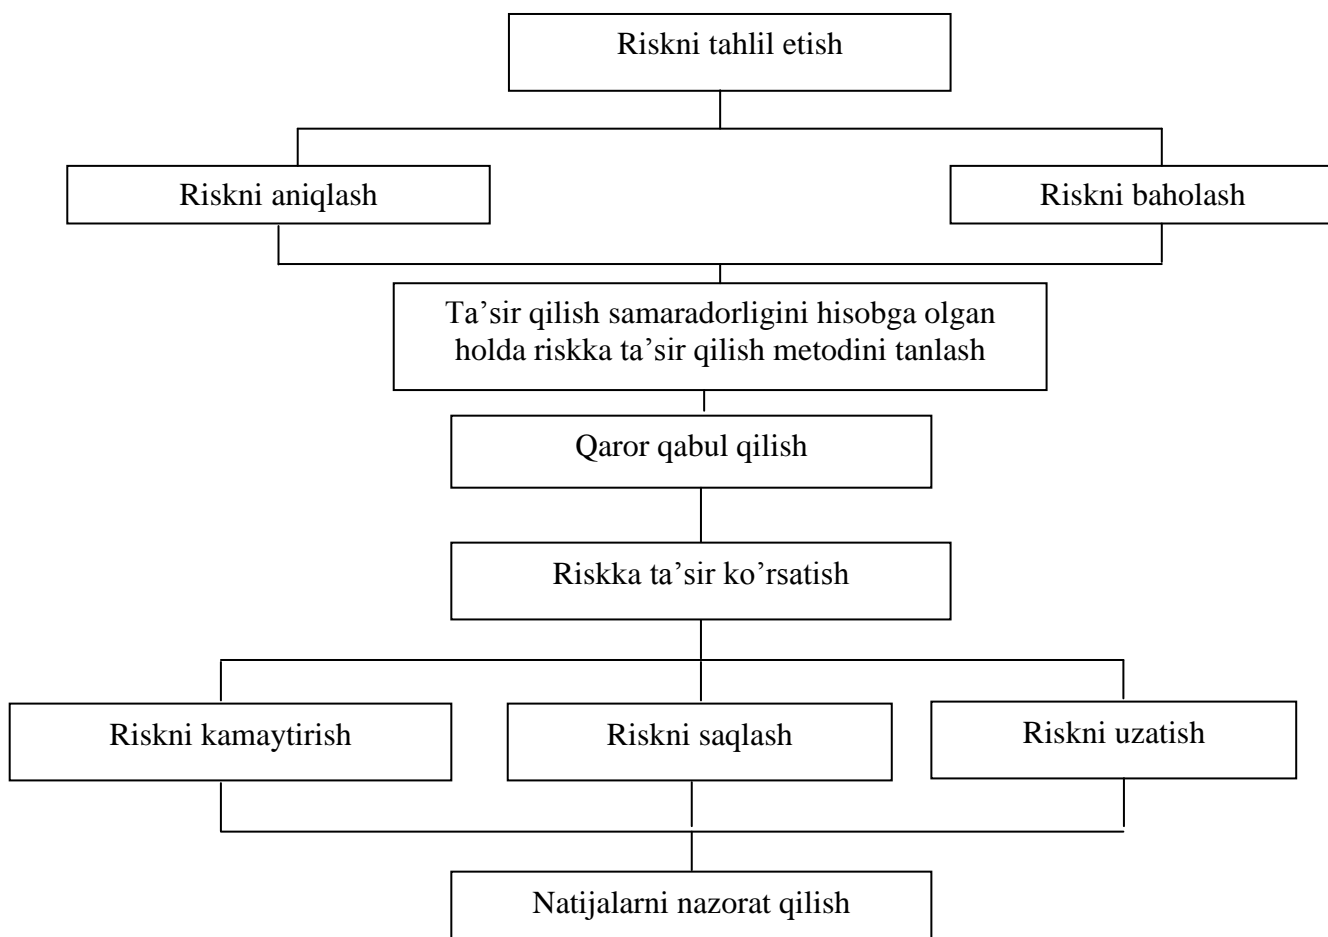 Riskni tahlil etish
Riskni aniqlash
Riskni baholash
Ta’sir qilish samaradorligini hisobga olgan
holda riskka ta’sir qilish metodini tanlash
Qaror qabul qilish
Riskka ta’sir ko’rsatish
Riskni kamaytirish
Riskni saqlash
Riskni uzatish
Natijalarni nazorat qilish